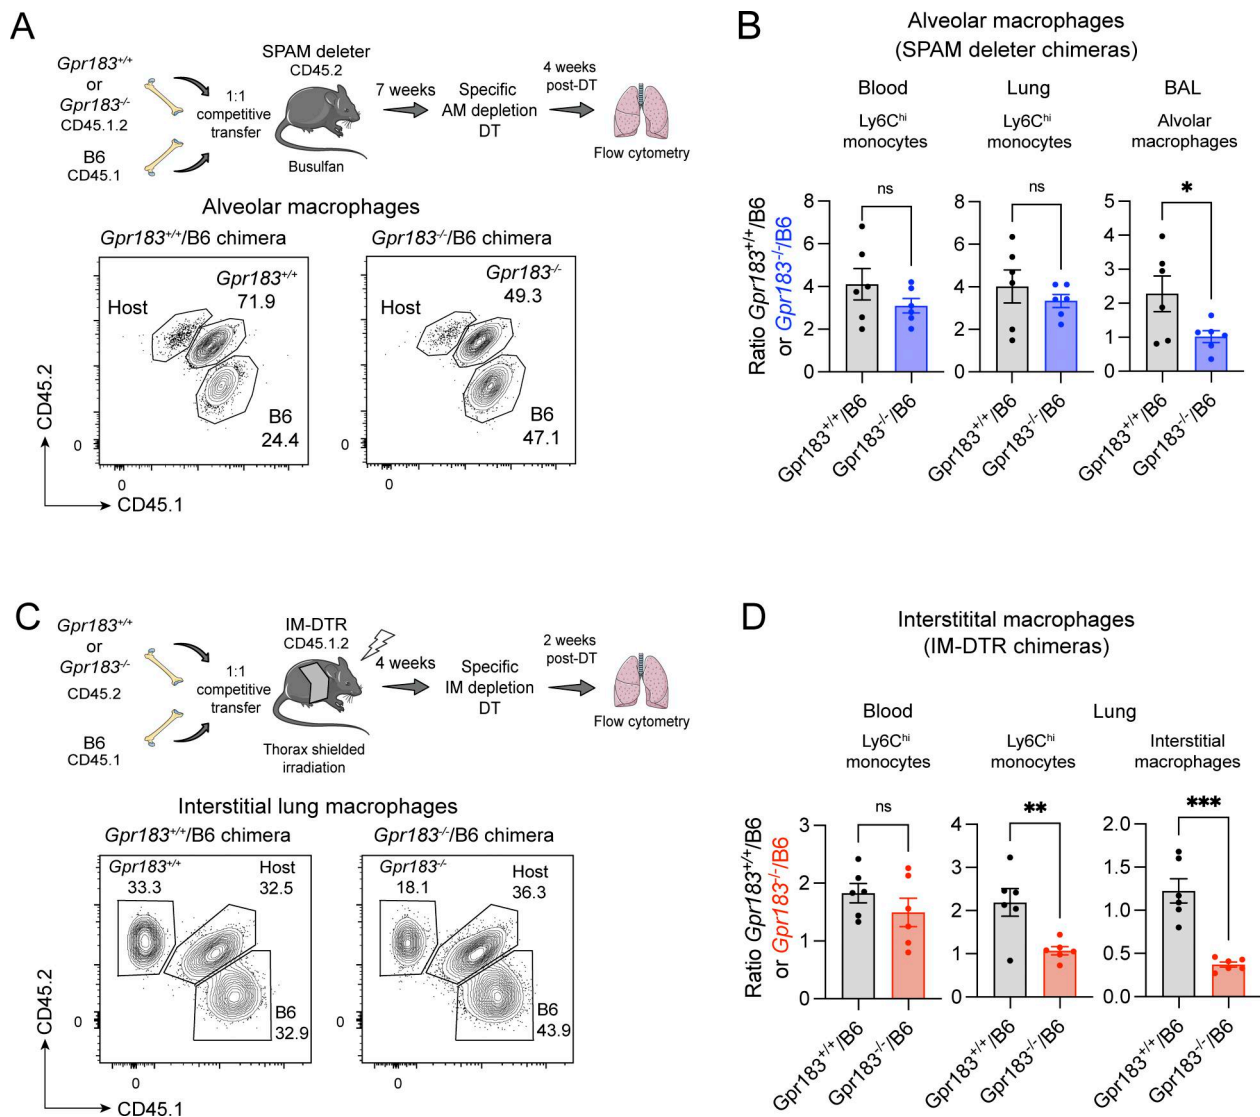 A
Gpr183+/+
or
Gpr183-/-
CD45.1.2
B6
CD45.1
1:1
competitive
transfer
SPAM deleter
CD45.2
Busulfan
7 weeks
Specific
AM depletion
DT
4 weeks
post-DT
Flow cytometry
Alveolar macrophages
Gpr183+/+/B6 chimera
Gpr183-/-/B6 chimera
Host
Gpr183+/+
71.9
B6
24.4
Host
Gpr183-/-
49.3
B6
47.1
CD45.2
0
0
0
0
CD45.1
B
Alveolar macrophages
(SPAM deleter chimeras)
Blood
Lung
BAL
Ly6Chi
monocytes
Ly6Chi
monocytes
Alvolar
macrophages
Ratio Gpr183+/+/B6
or Gpr183-/-/B6
8
6
4
2
0
ns
8
6
4
2
0
ns
5
4
3
2
1
0
*
Gpr183+/+/B6
Gpr183-/-/B6
Gpr183+/+/B6
Gpr183-/-/B6
Gpr183+/+/B6
Gpr183-/-/B6
C
Gpr183+/+
or
Gpr183-/-
CD45.2
B6
CD45.1
1:1
competitive
transfer
IM-DTR
CD45.1.2
Thorax shielded
irradiation
4 weeks
Specific
IM depletion
DT
2 weeks
post-DT
Flow cytometry
Interstitial lung macrophages
Gpr183+/+/B6 chimera
Gpr183-/-/B6 chimera
Gpr183+/+
33.3
Host
32.5
B6
32.9
Gpr183-/-
18.1
Host
36.3
B6
43.9
CD45.2
0
0
0
0
CD45.1
D
Interstitital macrophages
(IM-DTR chimeras)
Blood
Lung
Ly6Chi
monocytes
Ly6Chi
monocytes
Interstitial
macrophages
Ratio Gpr183+/+/B6
or Gpr183-/-/B6
3
2
1
0
ns
4
3
2
1
0
**
2.0
1.5
1.0
0.5
0.0
***
Gpr183+/+/B6
Gpr183-/-/B6
Gpr183+/+/B6
Gpr183-/-/B6
Gpr183+/+/B6
Gpr183-/-/B6